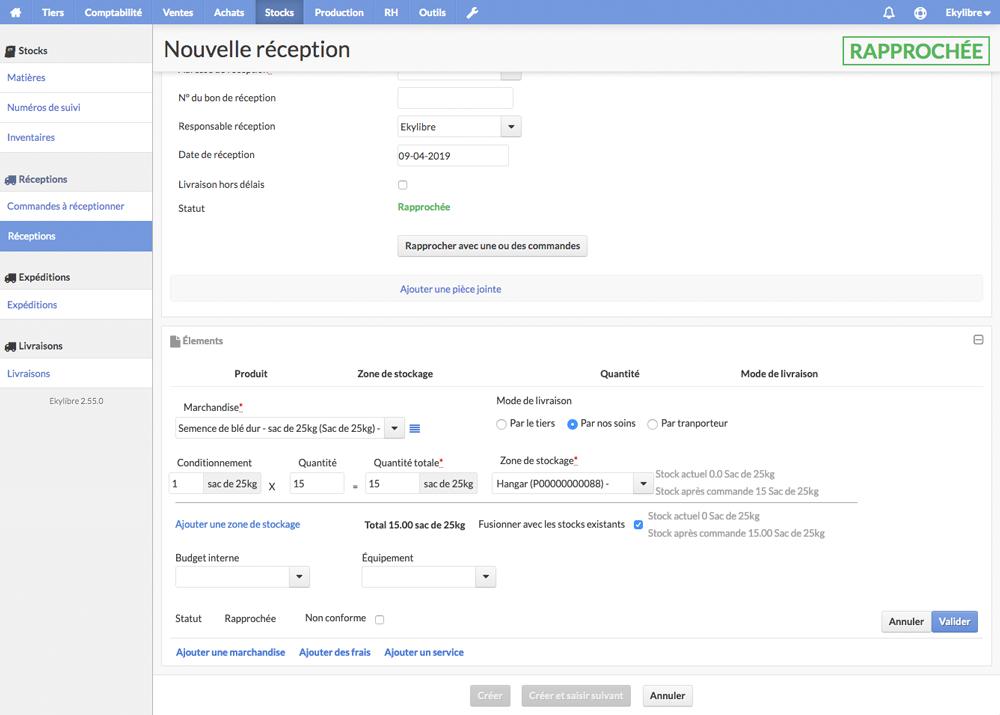 Tiers Comptabilité Ventes Achats Stocks Production RH Outils Ekylibre
Stocks
Matières
Numéros de suivi
Inventaires
Réceptions
Commandes à réceptionner
Réceptions
Expéditions
Expéditions
Livraisons
Livraisons
Ekylibre 2.55.0
Nouvelle réception
RAPPROCHÉE
N° du bon de réception
Responsable réception Ekylibre
Date de réception 09-04-2019
Livraison hors délais
Statut Rapprochée
Rapprocher avec une ou des commandes
Ajouter une pièce jointe
Élements
Produit Zone de stockage Quantité Mode de livraison
Marchandise*
Semence de blé dur - sac de 25kg (Sac de 25kg) -
Mode de livraison
Par le tiers Par nos soins Par tranporteur
Conditionnement Quantité Quantité totale* Zone de stockage*
1 sac de 25kg X 15 = 15 sac de 25kg Hangar (P00000000088) -
Stock actuel 0.0 Sac de 25kg
Stock après commande 15 Sac de 25kg
Ajouter une zone de stockage Total 15.00 sac de 25kg Fusionner avec les stocks existants
Stock actuel 0 Sac de 25kg
Stock après commande 15.00 Sac de 25kg
Budget interne Équipement
Statut Rapprochée Non conforme
Annuler Valider
Ajouter une marchandise Ajouter des frais Ajouter un service
Créer Créer et saisir suivant Annuler